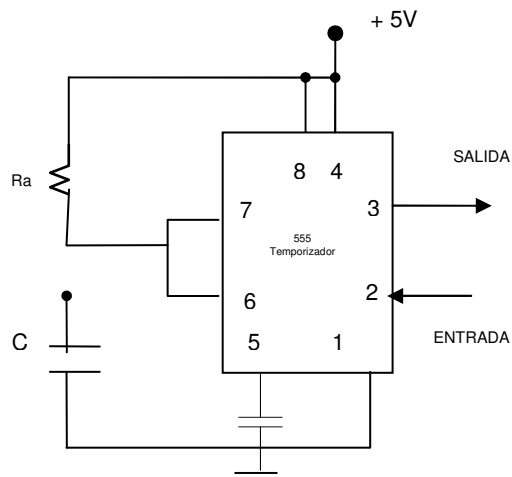 + 5V
SALIDA
8 4
Ra
7
3
555
Temporizador
6
2
C
5
1
ENTRADA